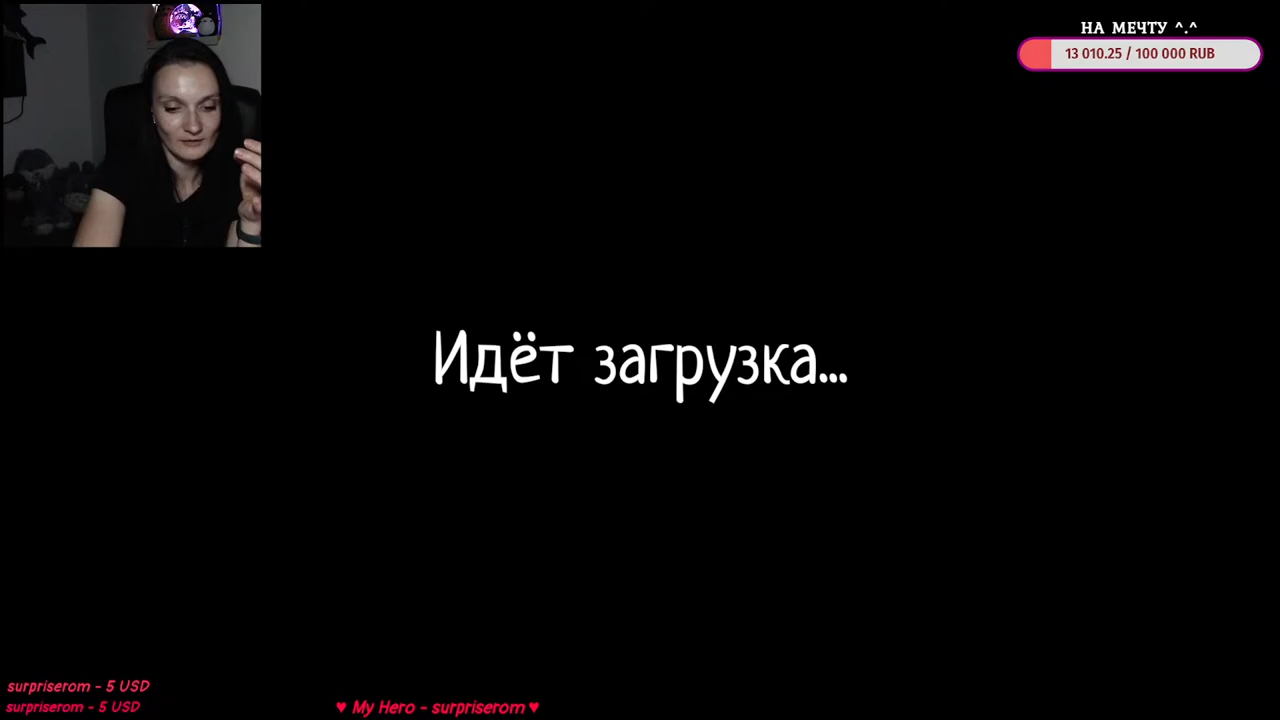 НА МЕЧТУ ^.^
13 010.25 / 100 000 RUB
Идёт загрузка...
surpriserom - 5 USD
surpriserom - 5 USD
♥ My Hero - surpriserom ♥